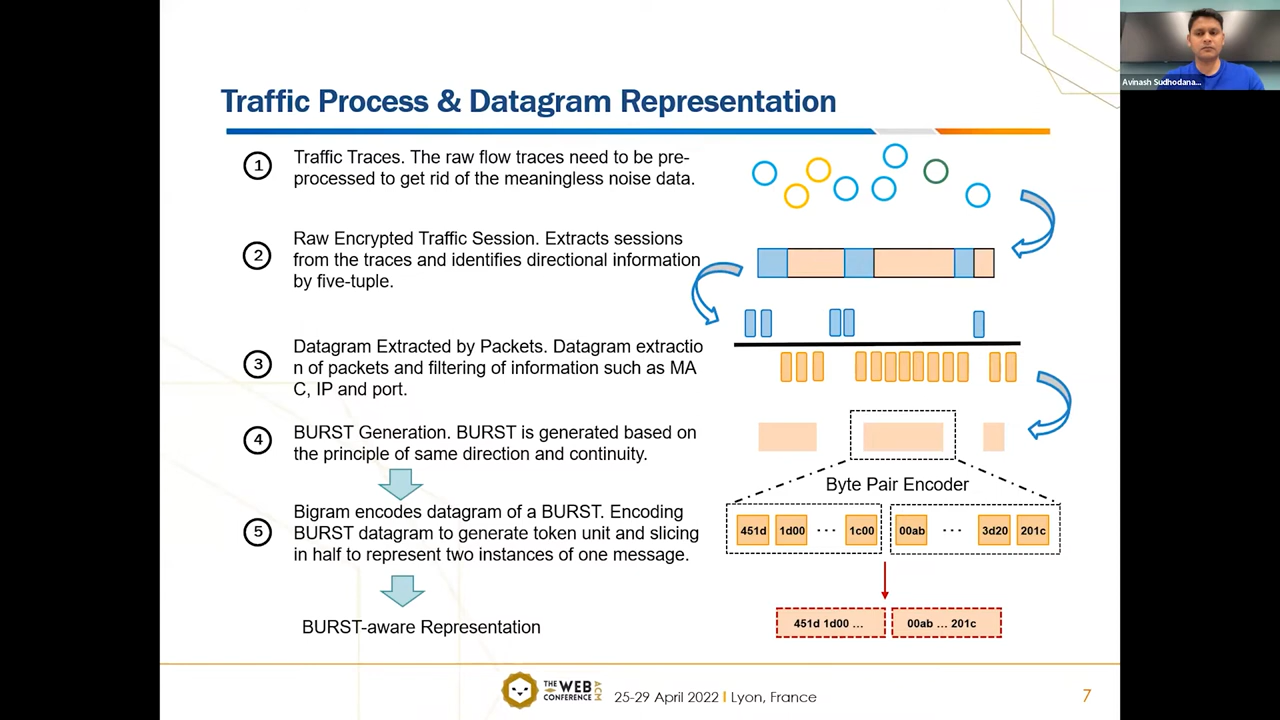 Avinash Sudhodana...
Traffic Process & Datagram Representation
1
Traffic Traces. The raw flow traces need to be pre-
processed to get rid of the meaningless noise data.
2
Raw Encrypted Traffic Session. Extracts sessions
from the traces and identifies directional information
by five-tuple.
3
Datagram Extracted by Packets. Datagram extractio
n of packets and filtering of information such as MA
C, IP and port.
4
BURST Generation. BURST is generated based on
the principle of same direction and continuity.
5
Bigram encodes datagram of a BURST. Encoding
BURST datagram to generate token unit and slicing
in half to represent two instances of one message.
BURST-aware Representation
Byte Pair Encoder
451d 1d00 ... 1c00 00ab ... 3d20 201c
451d 1d00 ... 00ab ... 201c
THE WEB
CONFERENCE
ACM
25-29 April 2022 I Lyon, France
7